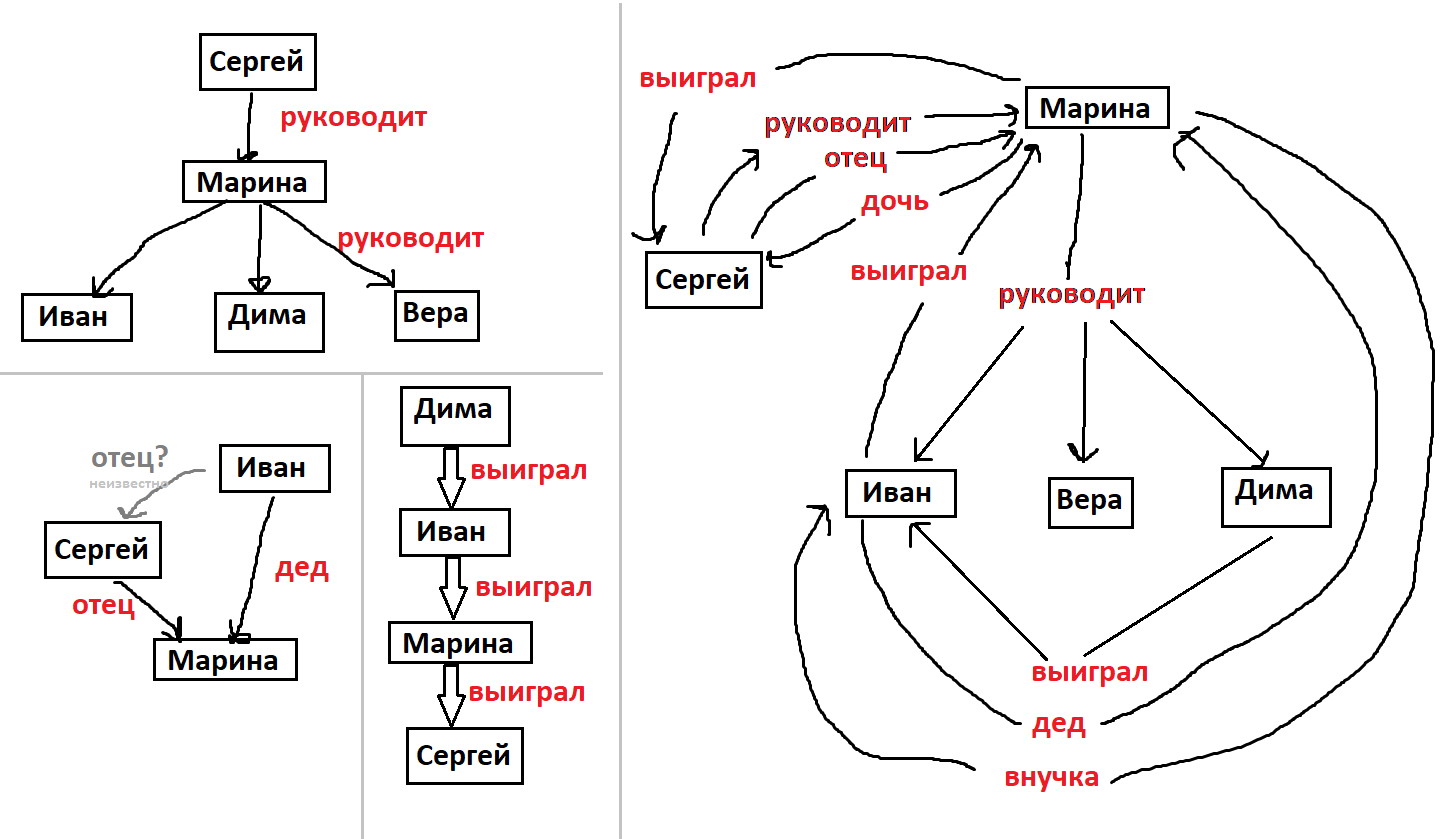 Сергей
руководит
Марина
руководит
Иван
Дима
Вера
отец?
неизвестно
Иван
Сергей
дед
отец
Марина
Дима
выиграл
Иван
выиграл
Марина
выиграл
Сергей
выиграл
Марина
руководит
отец
дочь
Сергей
выиграл
руководит
Иван
Вера
Дима
выиграл
дед
внучка